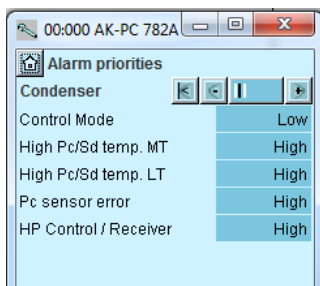 00:000 AK-PC 782A
Alarm priorities
Condenser
Control Mode Low
High Pc/Sd temp. MT High
High Pc/Sd temp. LT High
Pc sensor error High
HP Control / Receiver High